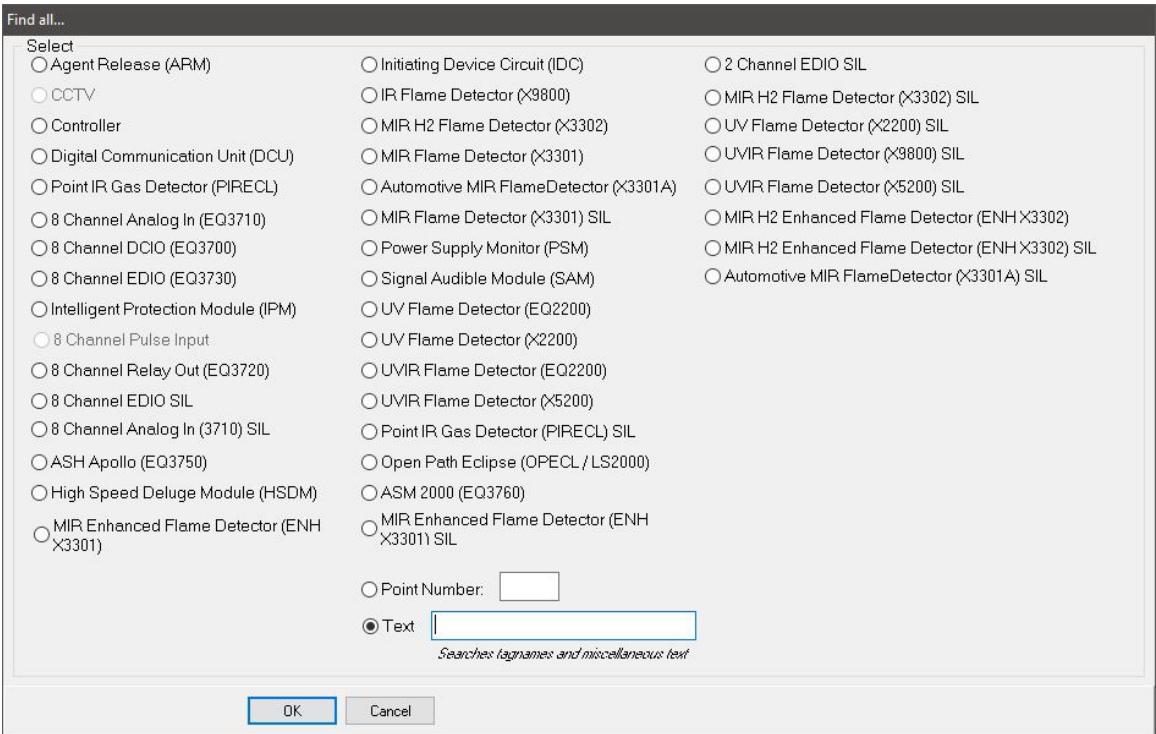 Find all...
Select
Agent Release (ARM)
CCTV
Controller
Digital Communication Unit (DCU)
Point IR Gas Detector (PIRECL)
8 Channel Analog In (EQ3710)
8 Channel DCIO (EQ3700)
8 Channel EDIO (EQ3730)
Intelligent Protection Module (IPM)
8 Channel Pulse Input
8 Channel Relay Out (EQ3720)
8 Channel EDIO SIL
8 Channel Analog In (3710) SIL
ASH Apollo (EQ3750)
High Speed Deluge Module (HSDM)
MIR Enhanced Flame Detector (ENH
X3301)
Initiating Device Circuit (IDC)
IR Flame Detector (X9800)
MIR H2 Flame Detector (X3302)
MIR Flame Detector (X3301)
Automotive MIR FlameDetector (X3301A)
MIR Flame Detector (X3301) SIL
Power Supply Monitor (PSM)
Signal Audible Module (SAM)
UV Flame Detector (EQ2200)
UV Flame Detector (X2200)
UVIR Flame Detector (EQ2200)
UVIR Flame Detector (X5200)
Point IR Gas Detector (PIRECL) SIL
Open Path Eclipse (OPECL / LS2000)
ASM 2000 (EQ3760)
MIR Enhanced Flame Detector (ENH
X3301) SIL
2 Channel EDIO SIL
MIR H2 Flame Detector (X3302) SIL
UV Flame Detector (X2200) SIL
UVIR Flame Detector (X9800) SIL
UVIR Flame Detector (X5200) SIL
MIR H2 Enhanced Flame Detector (ENH X3302)
MIR H2 Enhanced Flame Detector (ENH X3302) SIL
Automotive MIR FlameDetector (X3301A) SIL
Point Number:
Text
Searches tagnames and miscellaneous text
OK
Cancel